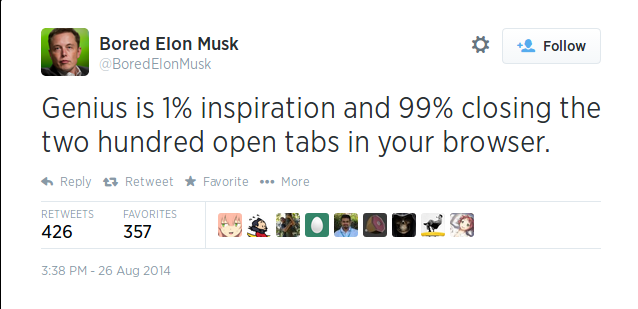 Bored Elon Musk
@BoredElonMusk
Follow
Genius is 1% inspiration and 99% closing the
two hundred open tabs in your browser.
Reply Retweet Favorite More
RETWEETS FAVORITES
426 357
3:38 PM - 26 Aug 2014